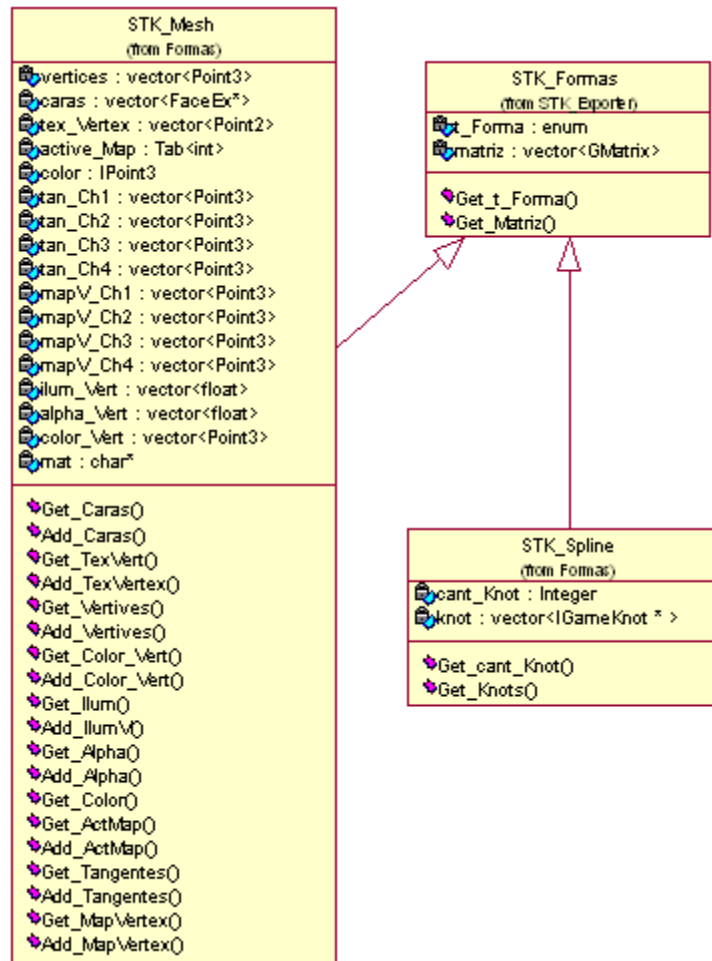 STK_Mesh
(from Formas)
vertices : vector<Point3>
caras : vector<FaceEx*>
tex_Vertex : vector<Point2>
active_Map : Tab<int>
color : IPoint3
tan_Ch1 : vector<Point3>
tan_Ch2 : vector<Point3>
tan_Ch3 : vector<Point3>
tan_Ch4 : vector<Point3>
mapV_Ch1 : vector<Point3>
mapV_Ch2 : vector<Point3>
mapV_Ch3 : vector<Point3>
mapV_Ch4 : vector<Point3>
ilum_Vert : vector<float>
alpha_Vert : vector<float>
color_Vert : vector<Point3>
mat : char*
Get_Caras()
Add_Caras()
Get_TexVert()
Add_TexVertex()
Get_Vertives()
Add_Vertives()
Get_Color_Vert()
Add_Color_Vert()
Get_Ilum()
Add_IlumV()
Get_Alpha()
Add_Alpha()
Get_Color()
Get_ActMap()
Add_ActMap()
Get_Tangentes()
Add_Tangentes()
Get_MapVertex()
Add_MapVertex()
STK_Formas
(from STK_Exporter)
t_Forma : enum
matriz : vector<GMatrix>
Get_t_Forma()
Get_Matriz()
STK_Spline
(from Formas)
cant_Knot : Integer
knot : vector<IGameKnot * >
Get_cant_Knot()
Get_Knots()